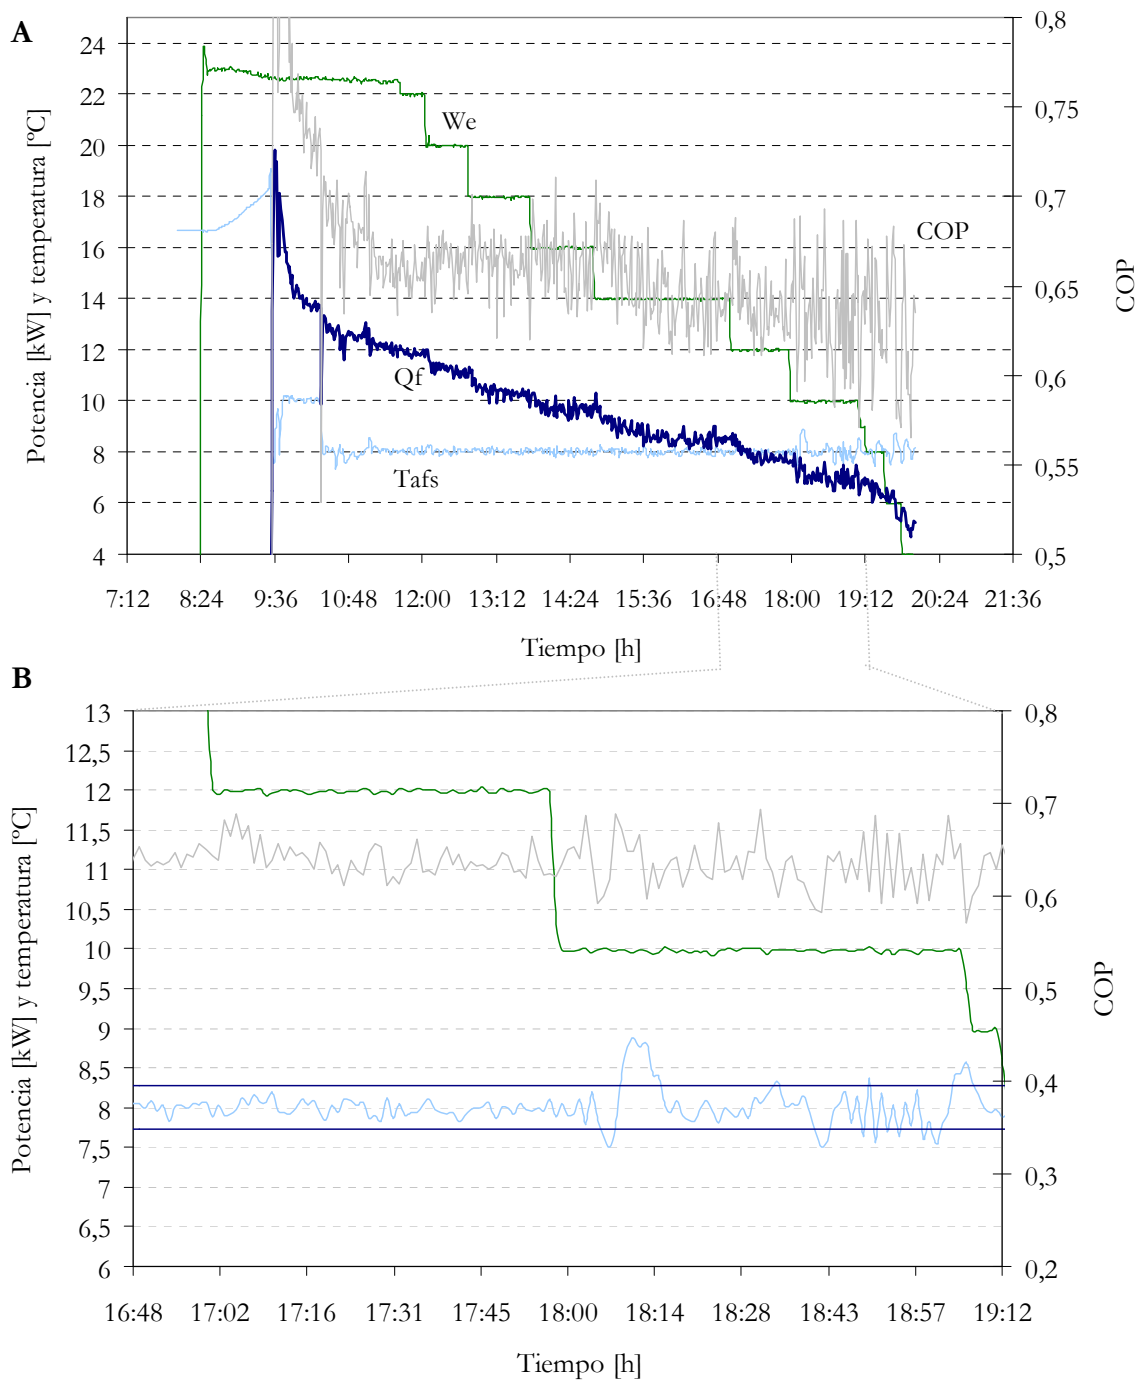 A
24
22
20
18
16
14
12
10
8
6
4
Potencia [kW] y temperatura [ºC]
0,8
0,75
0,7
0,65
0,6
0,55
0,5
COP
We
COP
Qf
Tafs
7:12 8:24 9:36 10:48 12:00 13:12 14:24 15:36 16:48 18:00 19:12 20:24 21:36
Tiempo [h]
B
13
12,5
12
11,5
11
10,5
10
9,5
9
8,5
8
7,5
7
6,5
6
Potencia [kW] y temperatura [ºC]
0,8
0,7
0,6
0,5
0,4
0,3
0,2
COP
16:48 17:02 17:16 17:31 17:45 18:00 18:14 18:28 18:43 18:57 19:12
Tiempo [h]